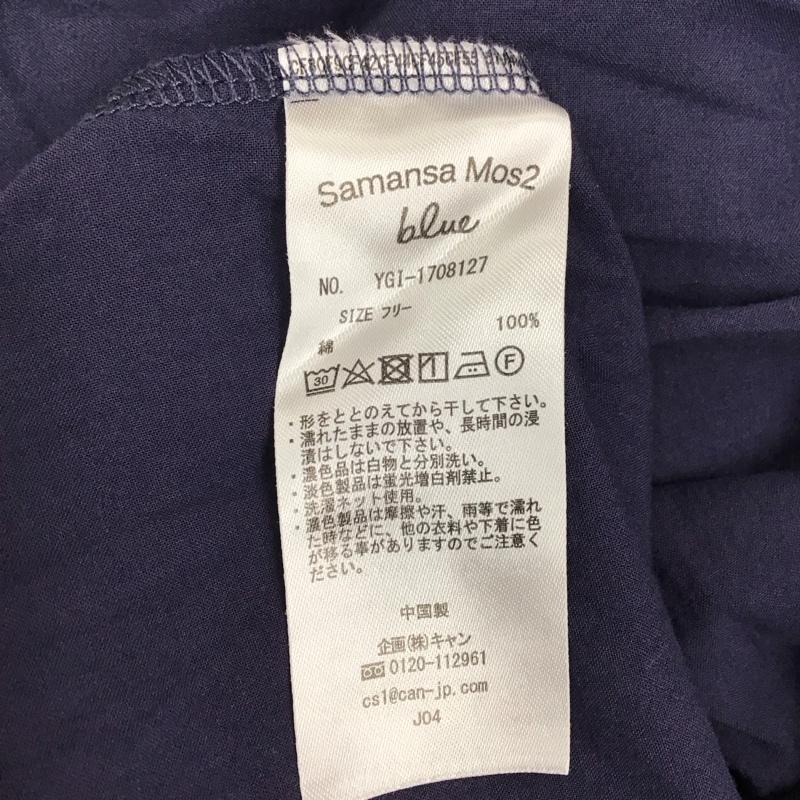 Samansa Mos2
blue
NO. YGI-1708127
SIZE フリー
綿 100%
30 F
・形をととのえてから干して下さい。
・濡れたままの放置や、長時間の浸
漬はしないで下さい。
・濃色品は白物と分別洗い。
・淡色製品は蛍光増白剤禁止。
・洗濯ネット使用。
・濃色製品は摩擦や汗、雨等で濡れ
た時などに、他の衣料や下着に色
が移る事がありますのでご注意く
ださい。
中国製
企画(株)キャン
0120-112961
cs1@can-jp.com
J04